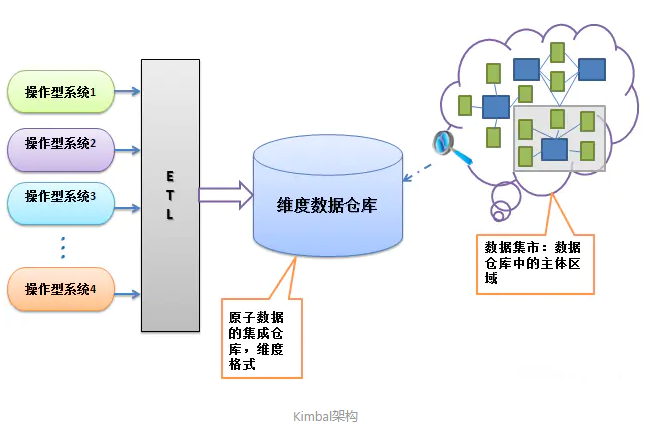 操作型系统1
操作型系统2
操作型系统3
操作型系统4
ETL
维度数据仓库
原子数据
的集成仓
库，维度
格式
数据集市：数据
仓库中的主体区
域
Kimbal架构